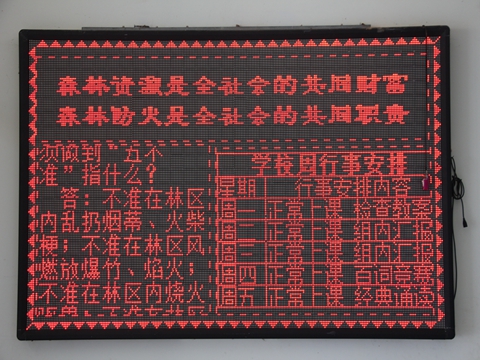 森林资源是全社会的共同财富
森林防火是全社会的共同职责
须做到“五不
准”指什么？
答：不准在林区
内乱扔烟蒂、火柴
梗；不准在林区风
燃放爆竹、焰火；
不准在林区内烧火
学校周行事安排
星期 行事安排内容
周一 正常上课 检查教案
周二 正常上课 组内汇报
周三 正常上课 组内汇报
周四 正常上课 百词竞赛
周五 正常上课 经典诵读